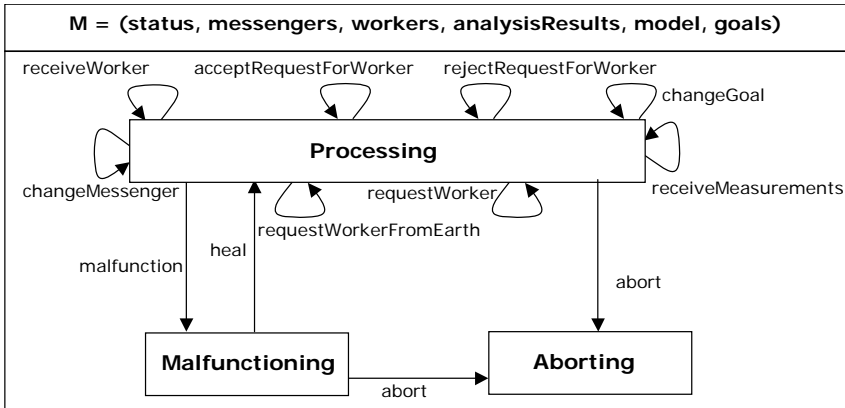 M = (status, messengers, workers, analysisResults, model, goals)
receiveWorker
acceptRequestForWorker
rejectRequestForWorker
changeGoal
Processing
changeMessenger
requestWorker
receiveMeasurements
requestWorkerFromEarth
heal
malfunction
abort
Malfunctioning
Aborting
abort